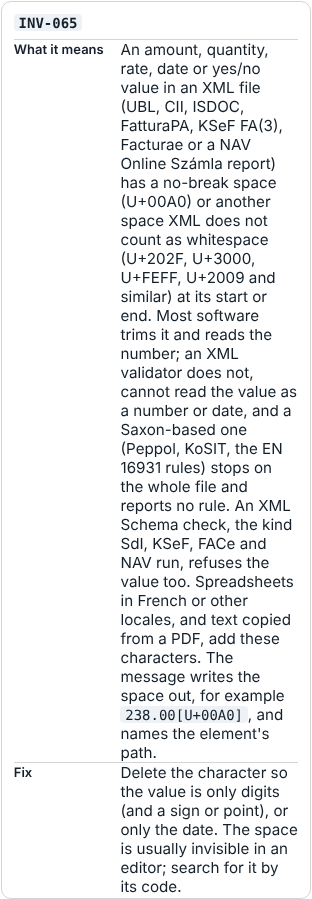 INV-065
What it means
An amount, quantity,
rate, date or yes/no
value in an XML file
(UBL, CII, ISDOC,
FatturaPA, KSeF FA(3),
Facturae or a NAV
Online Számla report)
has a no-break space
(U+00A0) or another
space XML does not
count as whitespace
(U+202F, U+3000,
U+FEFF, U+2009 and
similar) at its start or
end. Most software
trims it and reads the
number; an XML
validator does not,
cannot read the value as
a number or date, and a
Saxon-based one
(Peppol, KoSIT, the EN
16931 rules) stops on
the whole file and
reports no rule. An XML
Schema check, the kind
SdI, KSeF, FACe and
NAV run, refuses the
value too. Spreadsheets
in French or other
locales, and text copied
from a PDF, add these
characters. The
message writes the
space out, for example
238.00[U+00A0], and
names the element's
path.
Fix
Delete the character so
the value is only digits
(and a sign or point), or
only the date. The space
is usually invisible in an
editor; search for it by
its code.